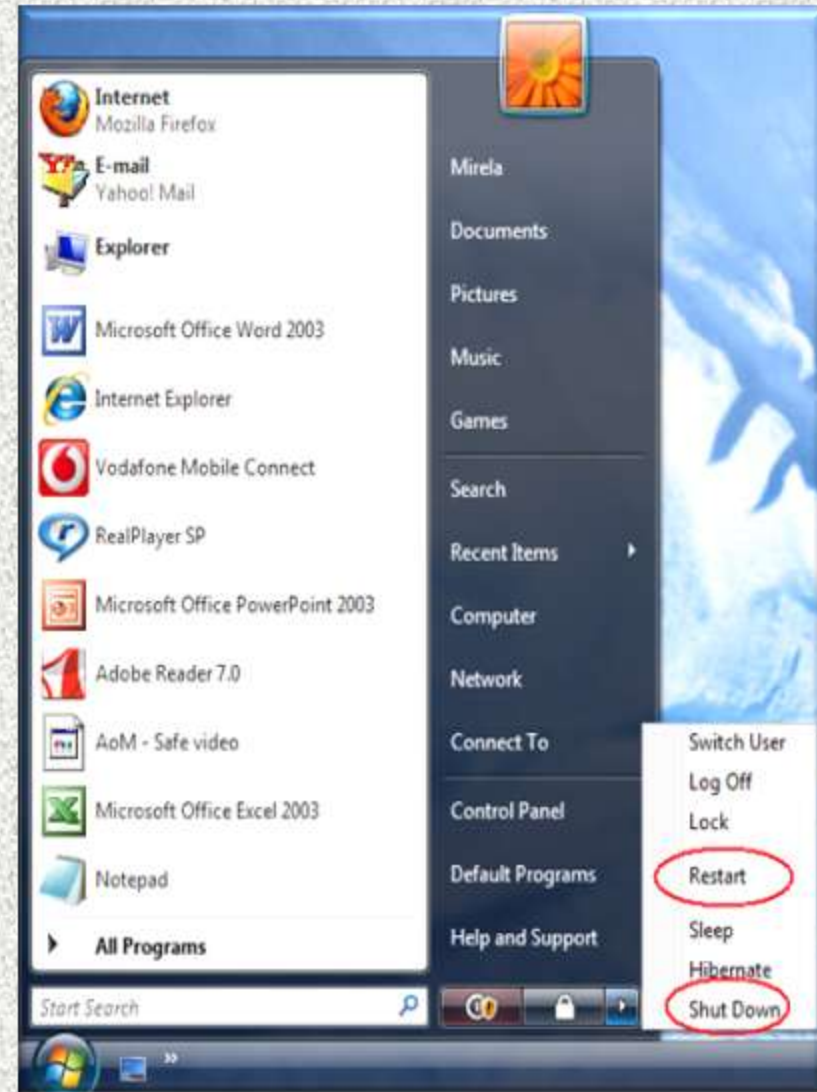 Internet
Mozilla Firefox
E-mail
Yahoo! Mail
Explorer
Microsoft Office Word 2003
Internet Explorer
Vodafone Mobile Connect
RealPlayer SP
Microsoft Office PowerPoint 2003
Adobe Reader 7.0
AoM - Safe video
Microsoft Office Excel 2003
Notepad
All Programs
Start Search
Mirela
Documents
Pictures
Music
Games
Search
Recent Items
Computer
Network
Connect To
Control Panel
Default Programs
Help and Support
Switch User
Log Off
Lock
Restart
Sleep
Hibernate
Shut Down